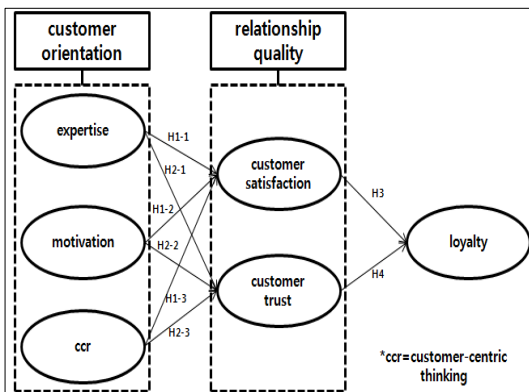 customer
orientation
relationship
quality
expertise
H1-1
H2-1
customer
satisfaction
H1-2
H3
motivation
H2-2
loyalty
H4
customer
trust
H1-3
H2-3
ccr
*ccr=customer-centric
thinking